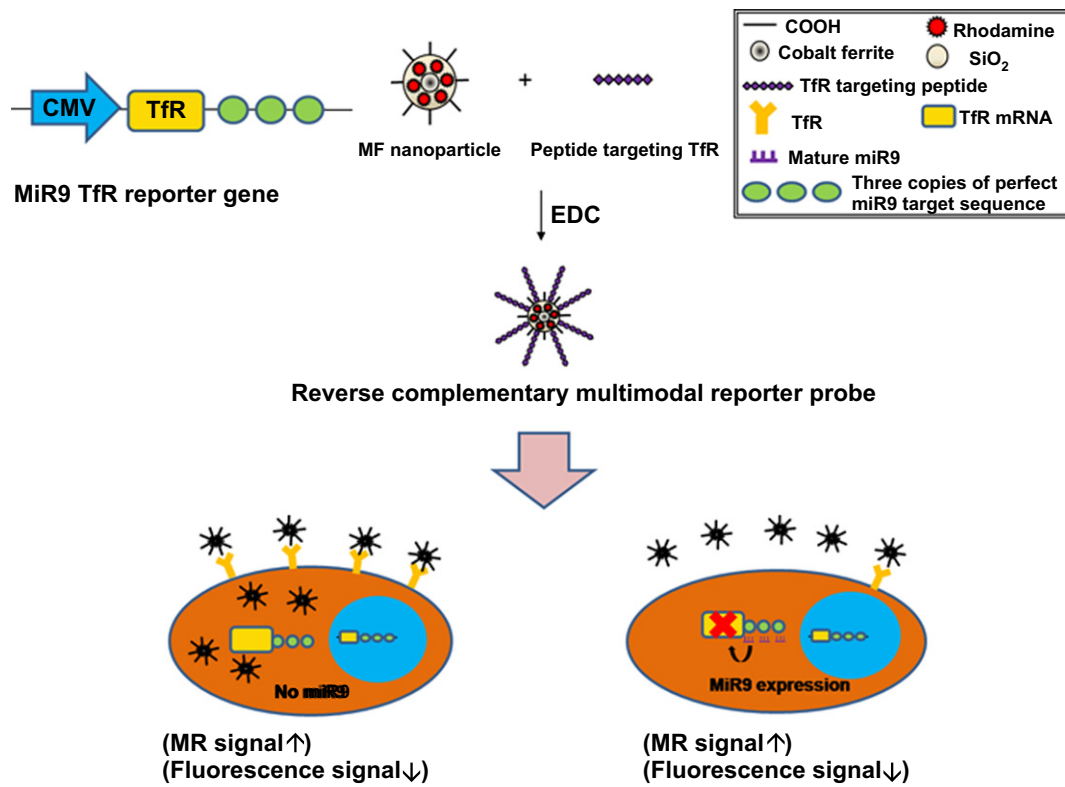 CMV
TfR
MiR9 TfR reporter gene
+
MF nanoparticle
Peptide targeting TfR
COOH
Rhodamine
Cobalt ferrite
SiO2
TfR targeting peptide
TfR
TfR mRNA
Mature miR9
Three copies of perfect
miR9 target sequence
EDC
Reverse complementary multimodal reporter probe
No miR9
MiR9 expression
(MR signal↑)
(Fluorescence signal↓)
(MR signal↑)
(Fluorescence signal↓)